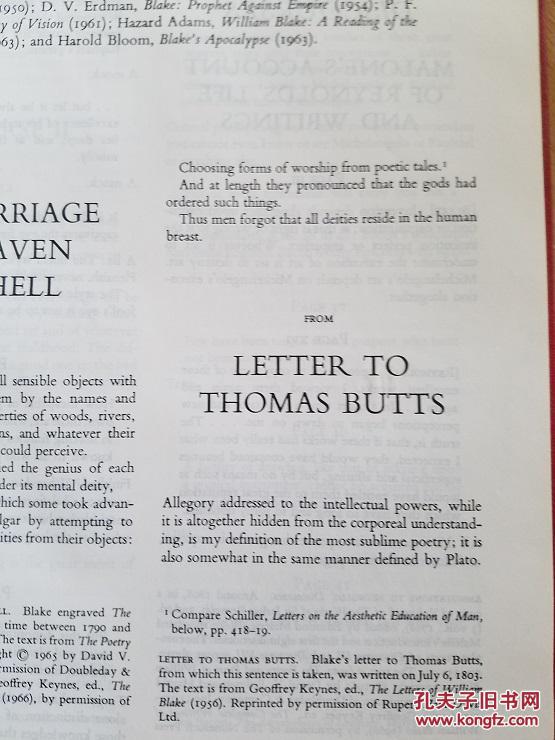 1950); D. V. Erdman, Blake: Prophet Against Empire (1954); P. F.
y of Vision (1961); Hazard Adams, William Blake: A Reading of the
63); and Harold Bloom, Blake's Apocalypse (1963).
RRIAGE
AVEN
HELL
ll sensible objects with
em by the names and
erties of woods, rivers,
ns, and whatever their
could perceive.
ied the genius of each
der its mental deity,
hich some took advan-
lgar by attempting to
ities from their objects:
LL. Blake engraved The
time between 1790 and
The text is from The Poetry
ght © 1965 by David V.
rmission of Doubleday &
eoffrey Keynes, ed., The
(1966), by permission of
Choosing forms of worship from poetic tales.¹
And at length they pronounced that the gods had
ordered such things.
Thus men forgot that all deities reside in the human
breast.
FROM
LETTER TO
THOMAS BUTTS
Allegory addressed to the intellectual powers, while
it is altogether hidden from the corporeal understand-
ing, is my definition of the most sublime poetry; it is
also somewhat in the same manner defined by Plato.
¹ Compare Schiller, Letters on the Aesthetic Education of Man,
below, pp. 418–19.
LETTER TO THOMAS BUTTS. Blake's letter to Thomas Butts,
from which this sentence is taken, was written on July 6, 1803.
The text is from Geoffrey Keynes, ed., The Letters of William
Blake (1956). Reprinted by permission of Rupert
Ltd.
孔夫子旧书网
www.kongfz.com